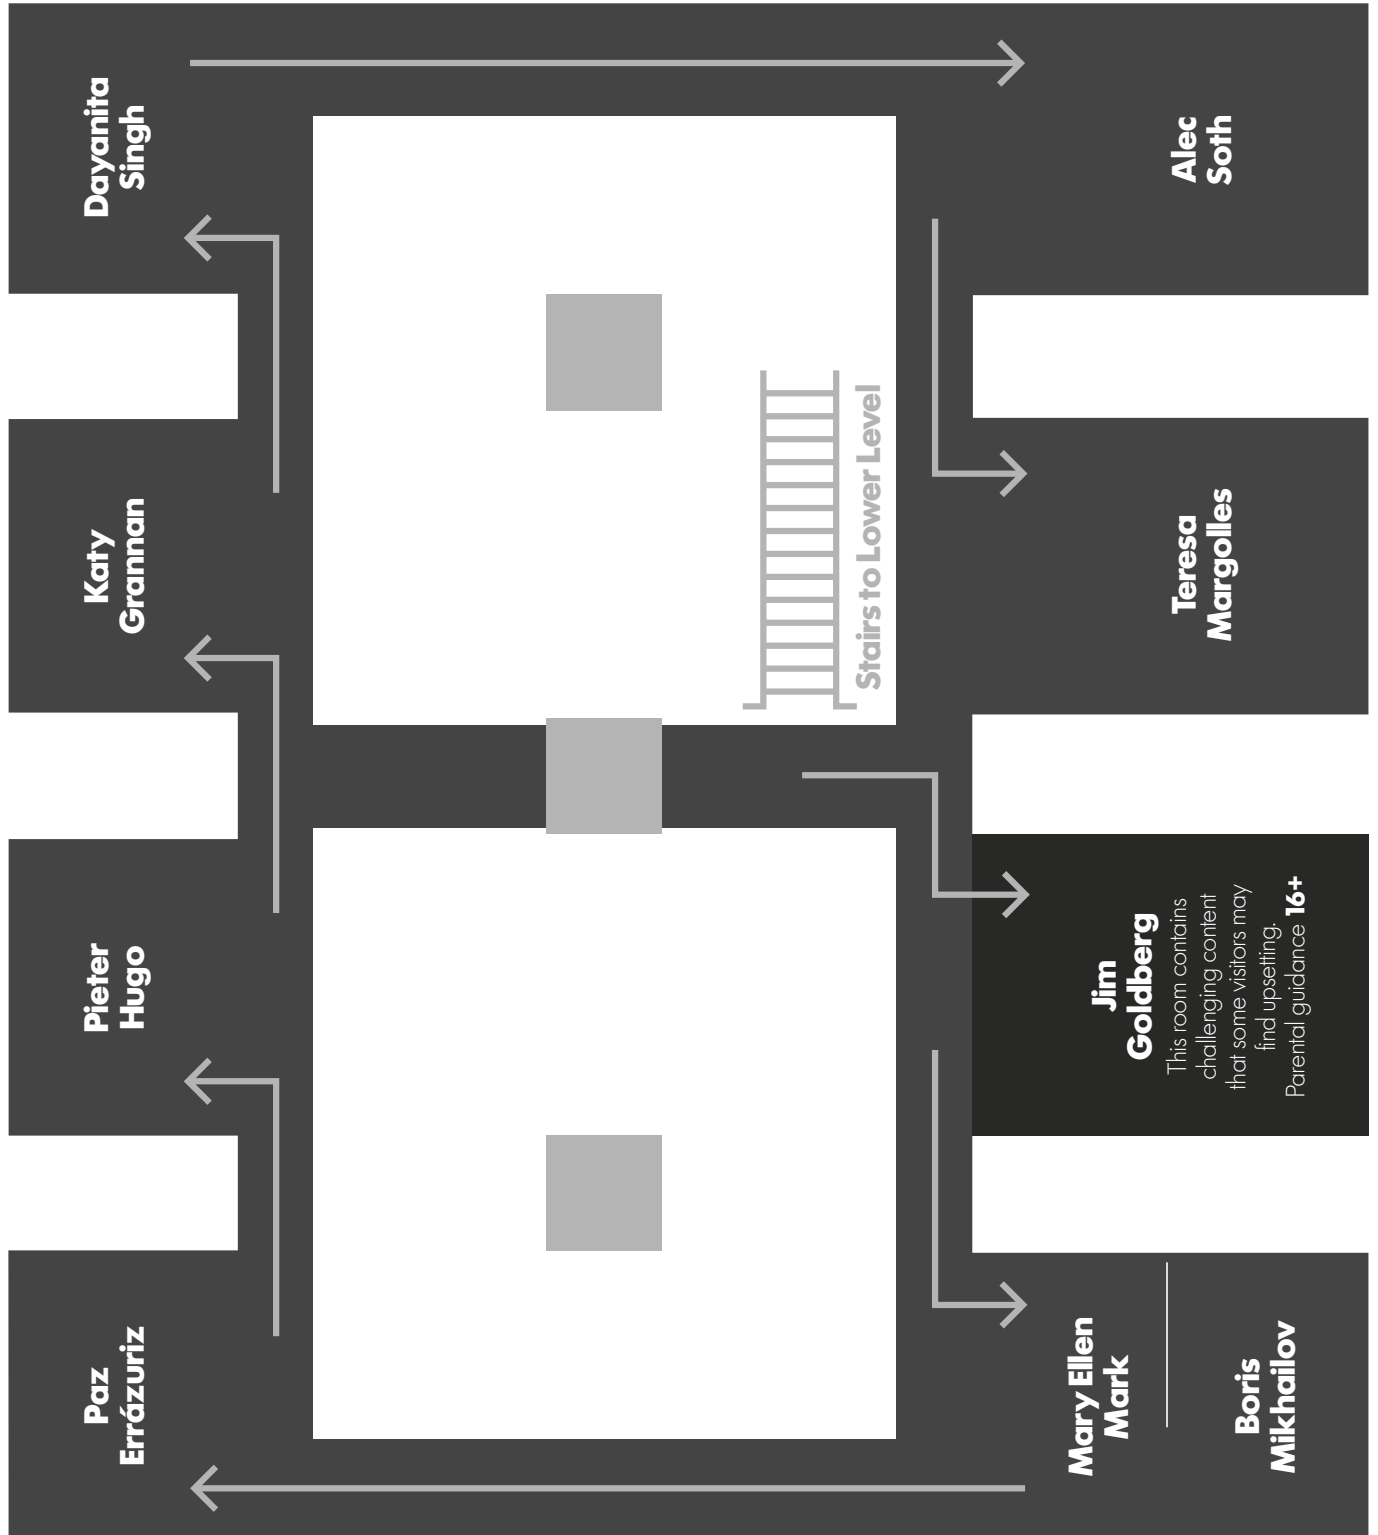 Paz
Errázuriz
Pieter
Hugo
Katy
Grannan
Dayanita
Singh
Stairs to Lower Level
Mary Ellen
Mark
Boris
Mikhailov
Jim
Goldberg
This room contains
challenging content
that some visitors may
find upsetting.
Parental guidance 16+
Teresa
Margolles
Alec
Soth